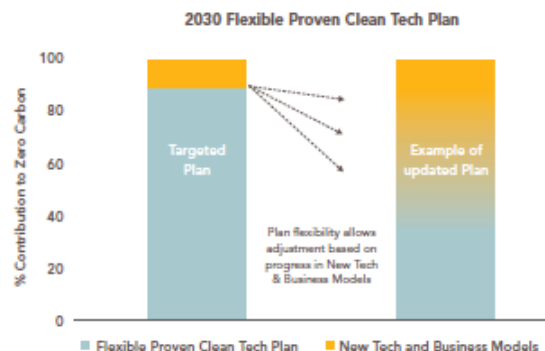 2030 Flexible Proven Clean Tech Plan
% Contribution to Zero Carbon
100
80
60
40
20
0
Targeted
Plan
Plan flexibility allows
adjustment based on
progress in New Tech
& Business Models
Example of
updated Plan
Flexible Proven Clean Tech Plan
New Tech and Business Models